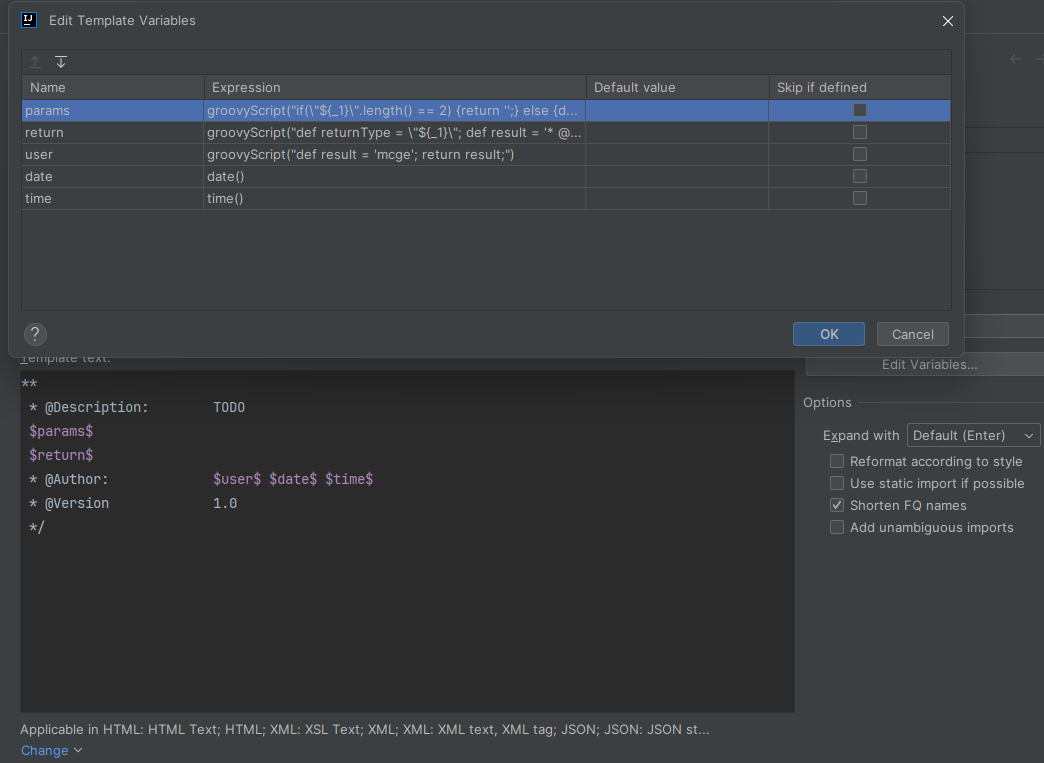 IJ
Edit Template Variables
Name Expression Default value Skip if defined
params groovyScript("if(\"${_1}\".length() == 2) {return '';} else {d...
return groovyScript("def returnType = \"${_1}\"; def result = '* @...
user groovyScript("def result = 'mcge'; return result;")
date date()
time time()
?
OK Cancel
Template text:
Edit Variables...
**
* @Description: TODO
$params$
$return$
* @Author: $user$ $date$ $time$
* @Version 1.0
*/
Options
Expand with Default (Enter)
Reformat according to style
Use static import if possible
Shorten FQ names
Add unambiguous imports
Applicable in HTML: HTML Text; HTML; XML: XSL Text; XML; XML: XML text, XML tag; JSON; JSON: JSON st...
Change